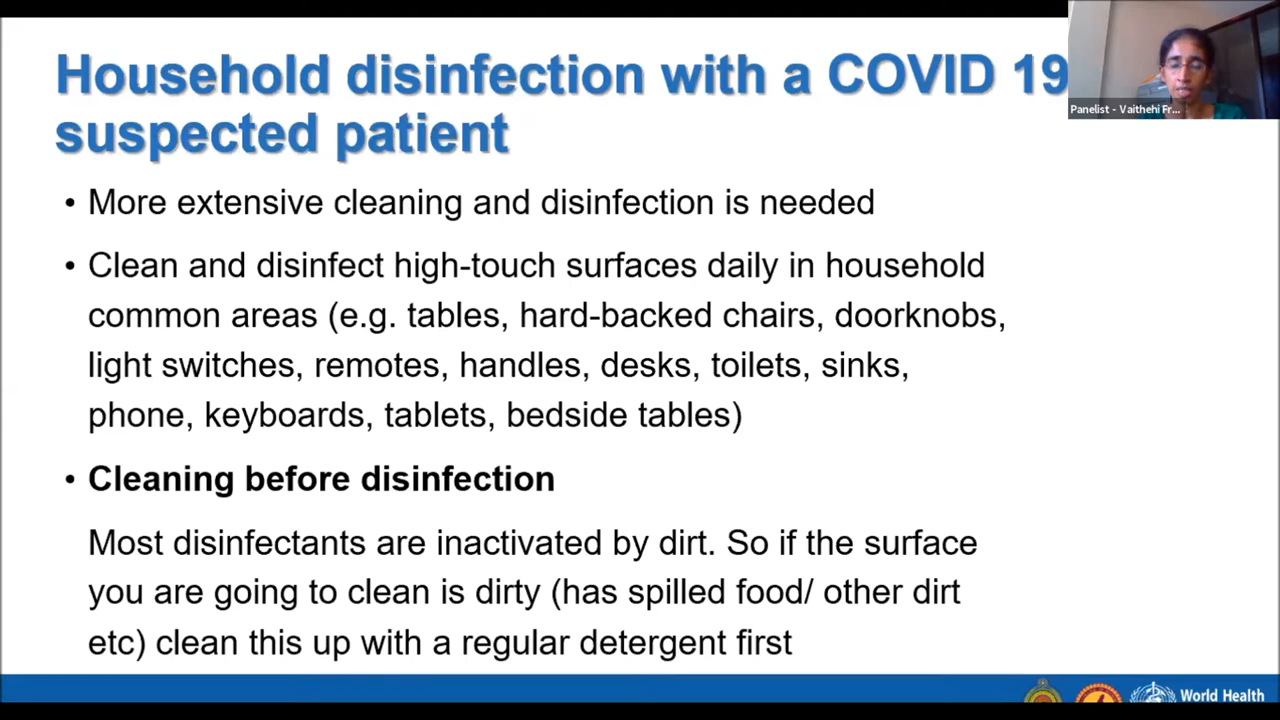 Household disinfection with a COVID 19
suspected patient
Panelist - Vaithehi Fr...
• More extensive cleaning and disinfection is needed
• Clean and disinfect high-touch surfaces daily in household
common areas (e.g. tables, hard-backed chairs, doorknobs,
light switches, remotes, handles, desks, toilets, sinks,
phone, keyboards, tablets, bedside tables)
• Cleaning before disinfection
Most disinfectants are inactivated by dirt. So if the surface
you are going to clean is dirty (has spilled food/ other dirt
etc) clean this up with a regular detergent first
World Health